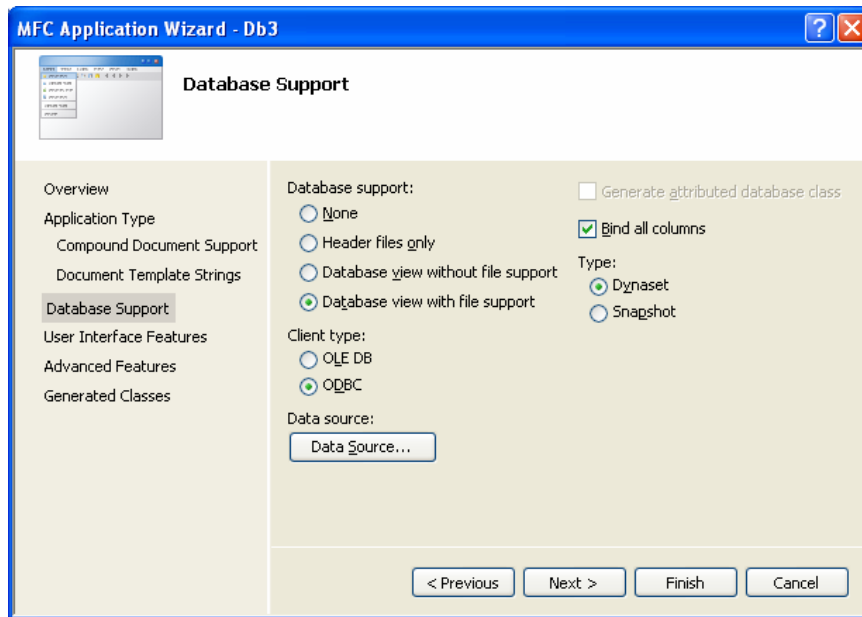 MFC Application Wizard - Db3
Database Support
Overview
Application Type
Compound Document Support
Document Template Strings
Database Support
User Interface Features
Advanced Features
Generated Classes
Database support:
None
Header files only
Database view without file support
Database view with file support
Client type:
OLE DB
ODBC
Data source:
Data Source...
Generate attributed database class
Bind all columns
Type:
Dynaset
Snapshot
< Previous
Next >
Finish
Cancel